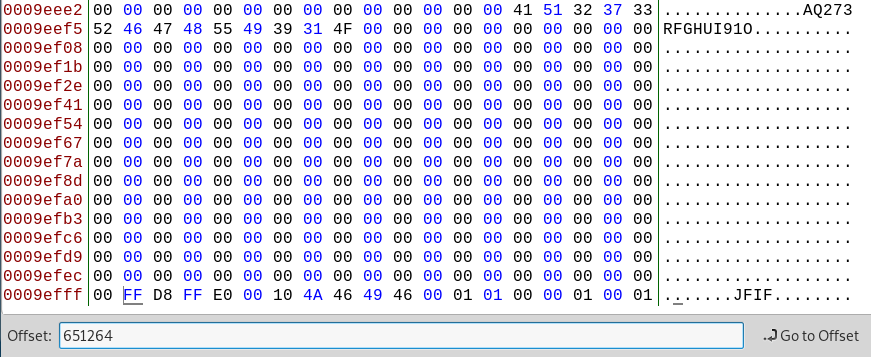 0009eee2 00 00 00 00 00 00 00 00 00 00 00 00 00 00 41 51 32 37 33 ..............AQ273
0009eef5 52 46 47 48 55 49 39 31 4F 00 00 00 00 00 00 00 00 00 00 RFGHUI91O..........
0009ef08 00 00 00 00 00 00 00 00 00 00 00 00 00 00 00 00 00 00 00 ...................
0009ef1b 00 00 00 00 00 00 00 00 00 00 00 00 00 00 00 00 00 00 00 ...................
0009ef2e 00 00 00 00 00 00 00 00 00 00 00 00 00 00 00 00 00 00 00 ...................
0009ef41 00 00 00 00 00 00 00 00 00 00 00 00 00 00 00 00 00 00 00 ...................
0009ef54 00 00 00 00 00 00 00 00 00 00 00 00 00 00 00 00 00 00 00 ...................
0009ef67 00 00 00 00 00 00 00 00 00 00 00 00 00 00 00 00 00 00 00 ...................
0009ef7a 00 00 00 00 00 00 00 00 00 00 00 00 00 00 00 00 00 00 00 ...................
0009ef8d 00 00 00 00 00 00 00 00 00 00 00 00 00 00 00 00 00 00 00 ...................
0009efa0 00 00 00 00 00 00 00 00 00 00 00 00 00 00 00 00 00 00 00 ...................
0009efb3 00 00 00 00 00 00 00 00 00 00 00 00 00 00 00 00 00 00 00 ...................
0009efc6 00 00 00 00 00 00 00 00 00 00 00 00 00 00 00 00 00 00 00 ...................
0009efd9 00 00 00 00 00 00 00 00 00 00 00 00 00 00 00 00 00 00 00 ...................
0009efec 00 00 00 00 00 00 00 00 00 00 00 00 00 00 00 00 00 00 00 ...................
0009efff 00 FF D8 FF E0 00 10 4A 46 49 46 00 01 01 00 00 01 00 01 .......JFIF........
Offset: 651264 Go to Offset